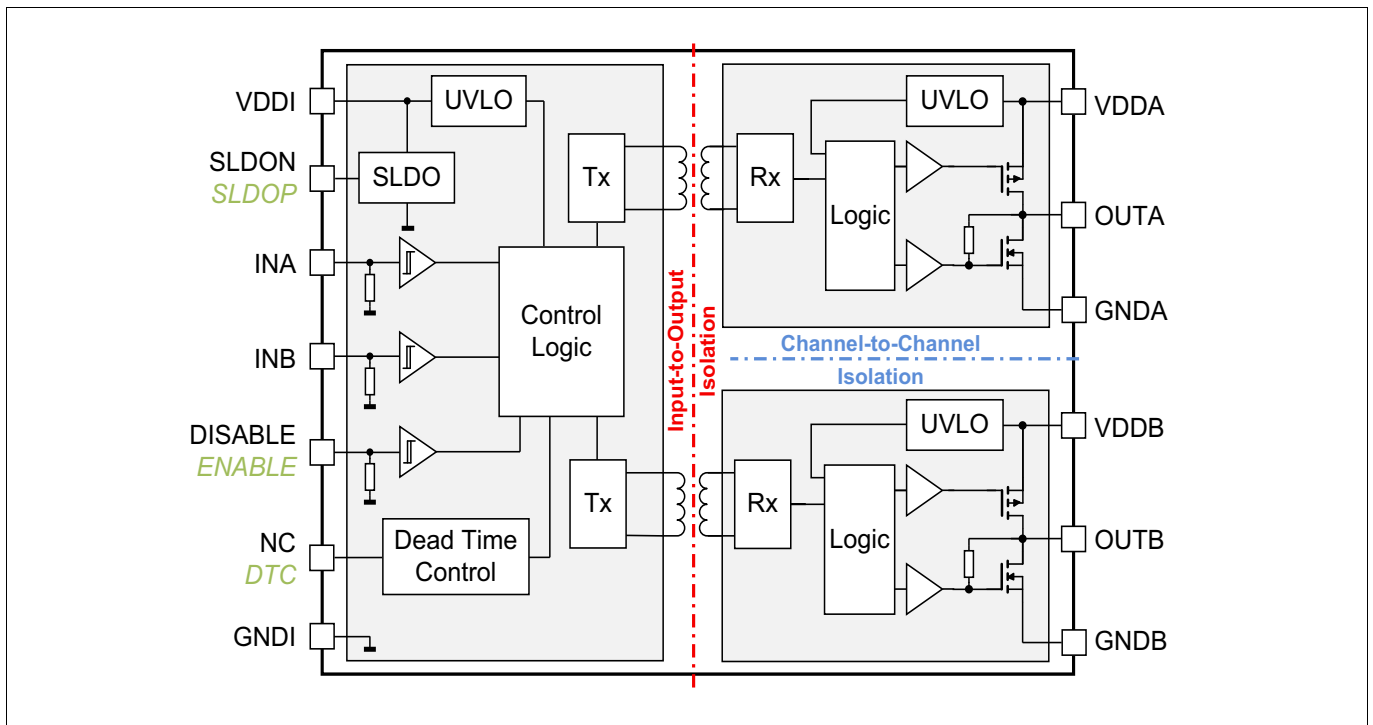 VDDI
SLDON
SLDOP
INA
INB
DISABLE
ENABLE
NC
DTC
GNDI
UVLO
SLDO
Tx
Control
Logic
Tx
Dead Time
Control
Input-to-Output
Isolation
UVLO
Rx
Logic
VDDA
OUTA
GNDA
Channel-to-Channel
Isolation
UVLO
Rx
Logic
VDDB
OUTB
GNDB